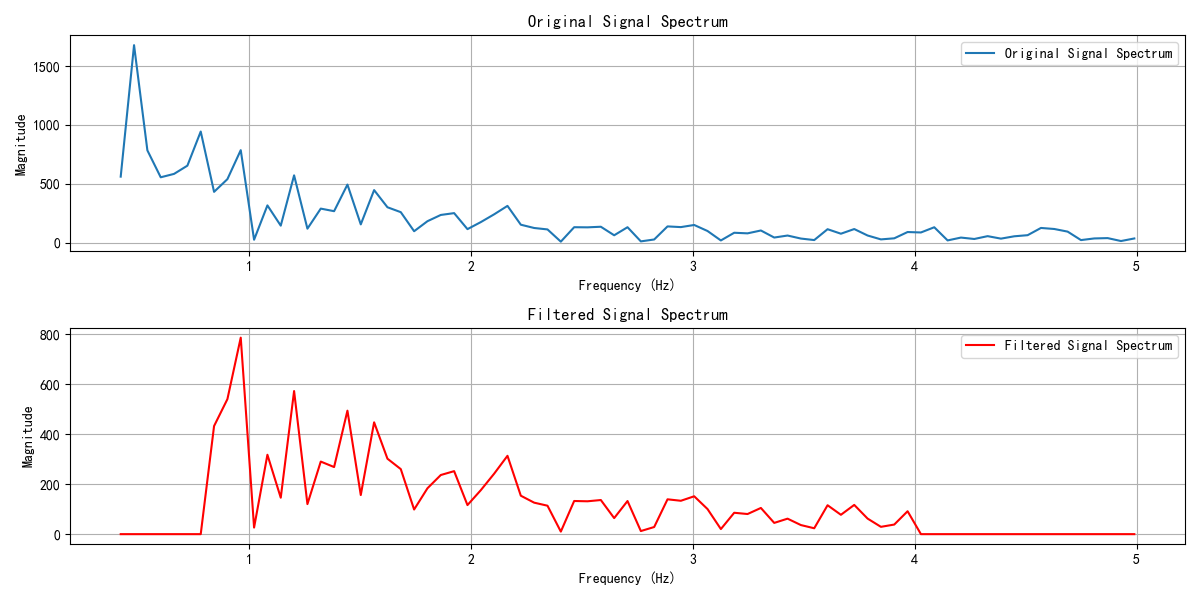 Original Signal Spectrum
Original Signal Spectrum
Magnitude
1500
1000
500
0
1 2 3 4 5
Frequency (Hz)
Filtered Signal Spectrum
Filtered Signal Spectrum
Magnitude
800
600
400
200
0
1 2 3 4 5
Frequency (Hz)